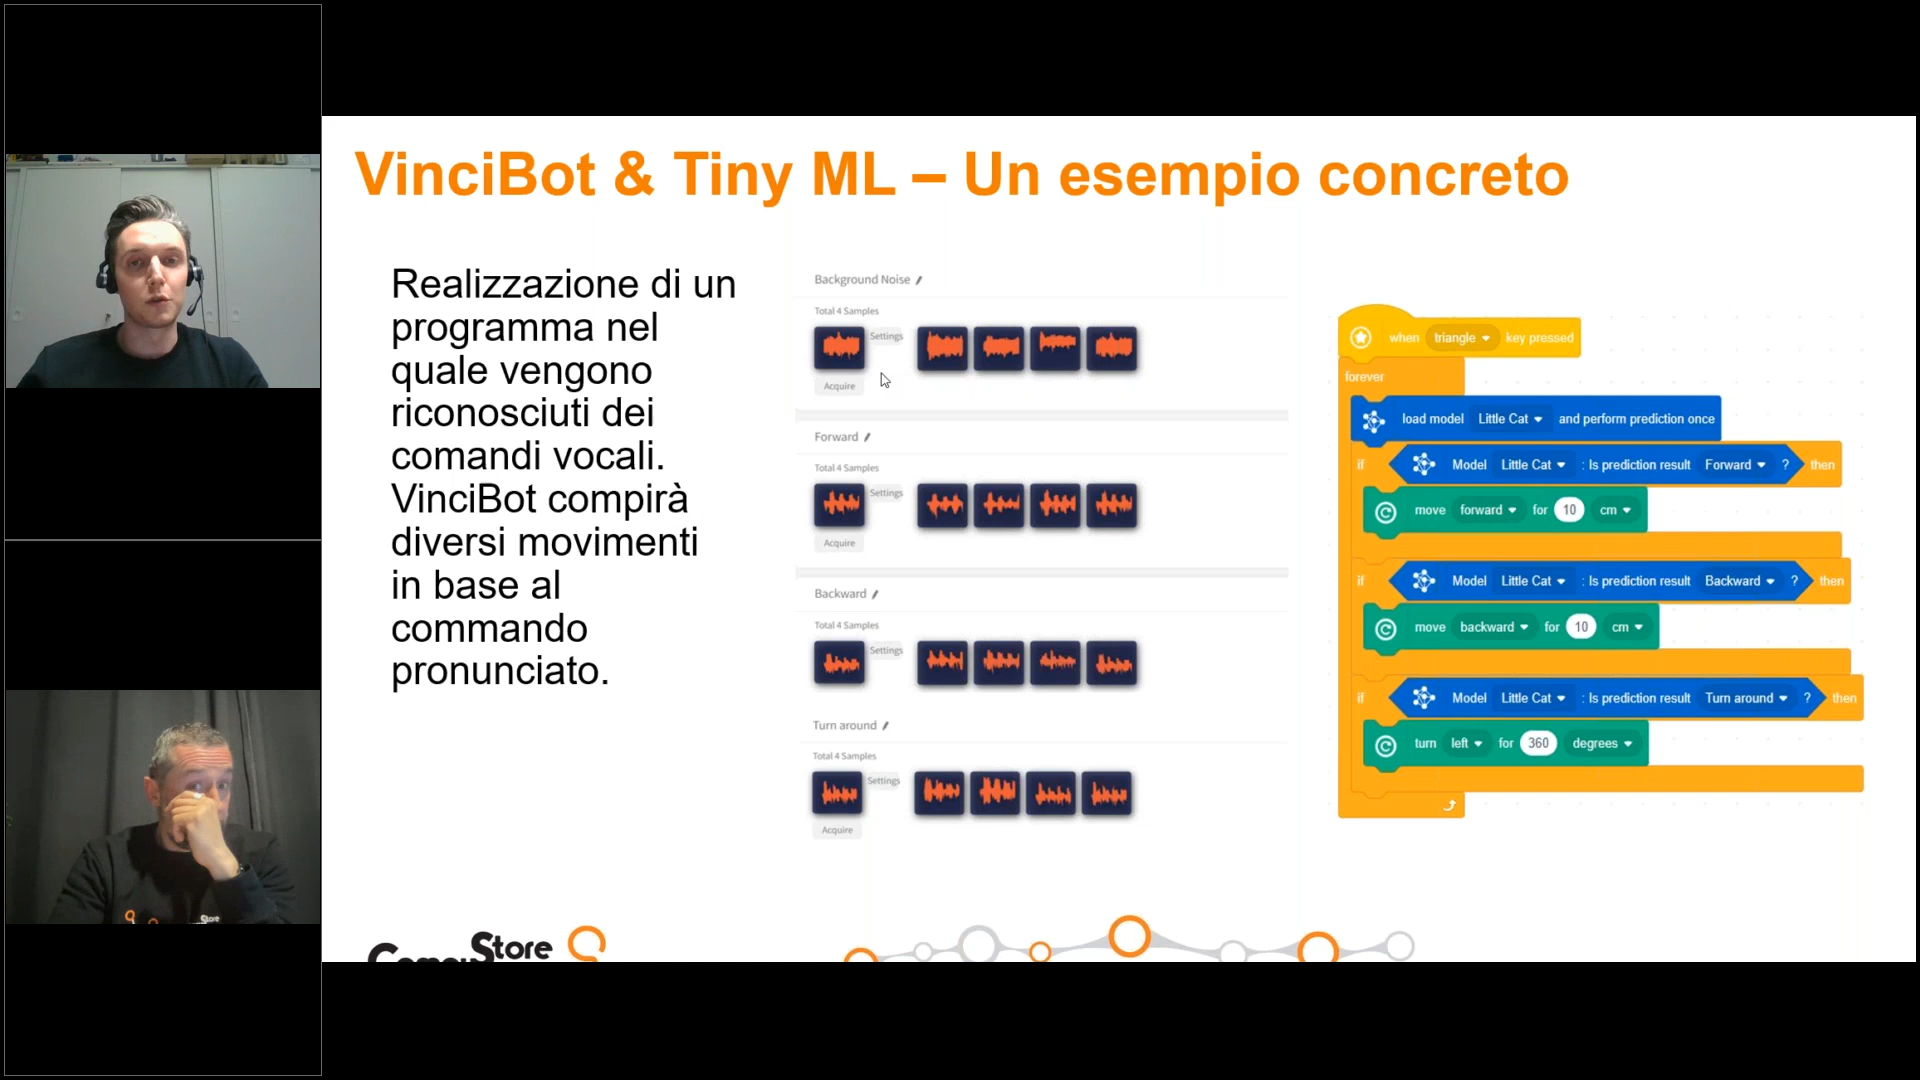 VinciBot & Tiny ML – Un esempio concreto
Realizzazione di un
programma nel
quale vengono
riconosciuti dei
comandi vocali.
VinciBot compirà
diversi movimenti
in base al
commando
pronunciato.
Background Noise
Total 4 Samples
Settings
Acquire
Forward
Total 4 Samples
Settings
Acquire
Backward
Total 4 Samples
Settings
Turn around
Total 4 Samples
Settings
Acquire
when triangle key pressed
forever
load model Little Cat and perform prediction once
if Model Little Cat : Is prediction result Forward ? then
move forward for 10 cm
if Model Little Cat : Is prediction result Backward ? then
move backward for 10 cm
if Model Little Cat : Is prediction result Turn around ? then
turn left for 360 degrees
Store